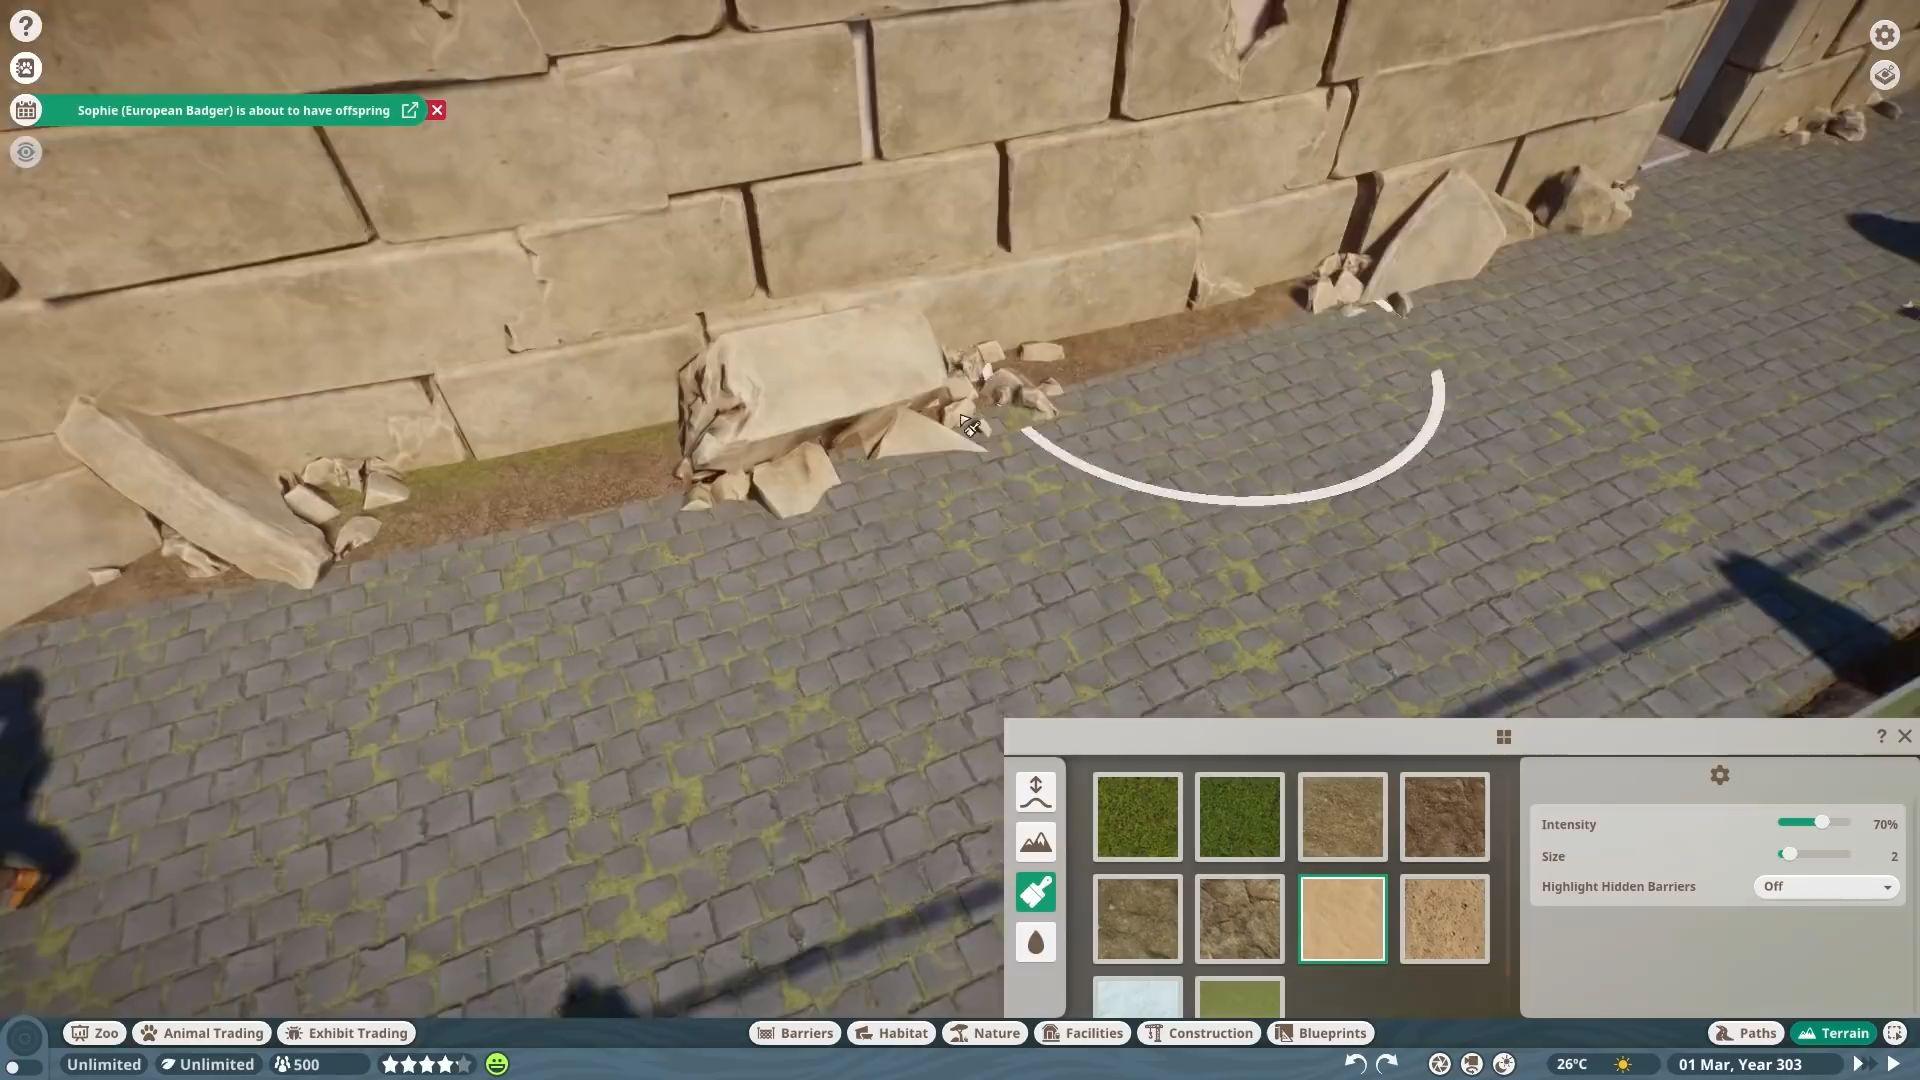 ?
Sophie (European Badger) is about to have offspring
?
Intensity 70%
Size 2
Highlight Hidden Barriers Off
Zoo Animal Trading Exhibit Trading Barriers Habitat Nature Facilities Construction Blueprints Paths Terrain
Unlimited Unlimited 500 26°C 01 Mar, Year 303